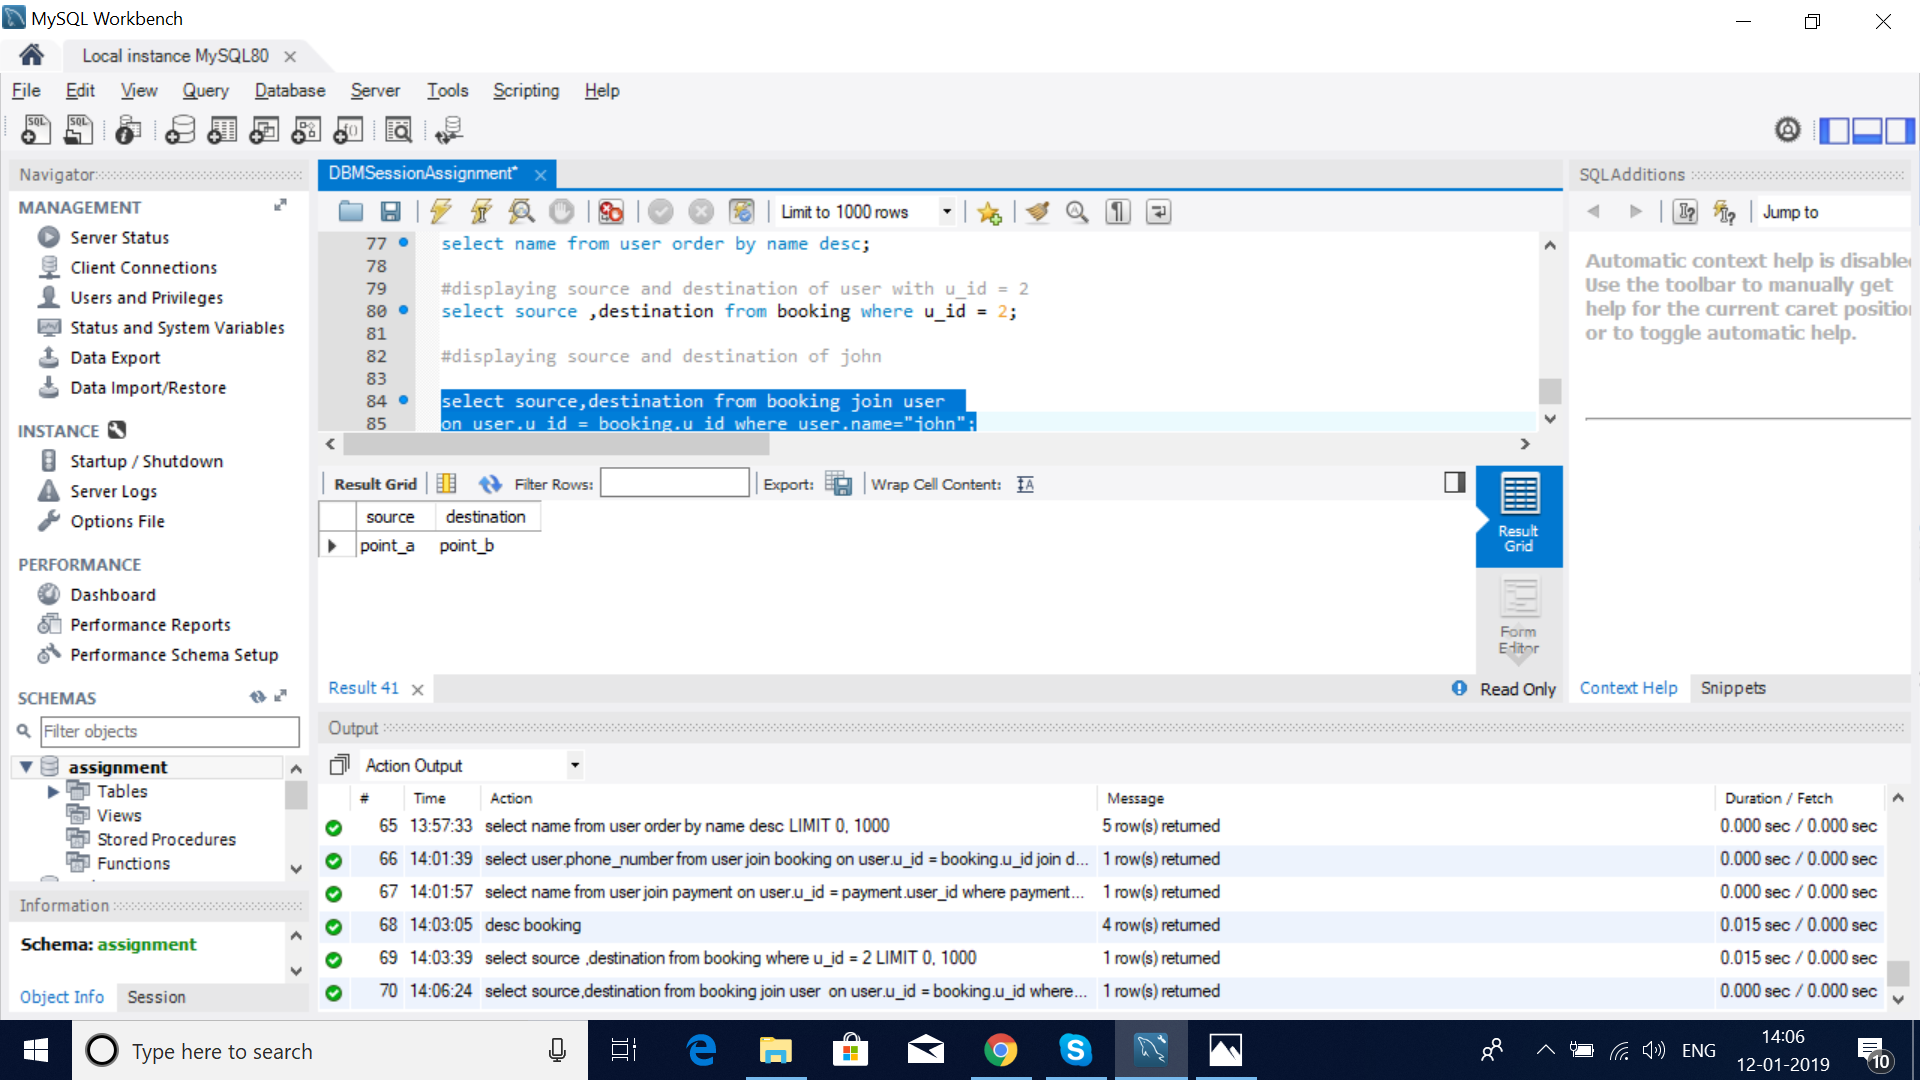 MySQL Workbench
Local instance MySQL80
File Edit View Query Database Server Tools Scripting Help
Navigator
MANAGEMENT
Server Status
Client Connections
Users and Privileges
Status and System Variables
Data Export
Data Import/Restore
INSTANCE
Startup / Shutdown
Server Logs
Options File
PERFORMANCE
Dashboard
Performance Reports
Performance Schema Setup
SCHEMAS
Filter objects
assignment
Tables
Views
Stored Procedures
Functions
Information
Schema: assignment
Object Info Session
DBMSessionAssignment*
Limit to 1000 rows
77 select name from user order by name desc;
78
79 #displaying source and destination of user with u_id = 2
80 select source ,destination from booking where u_id = 2;
81
82 #displaying source and destination of john
83
84 select source,destination from booking join user
85 on user.u_id = booking.u_id where user.name="john";
Result Grid Filter Rows: Export: Wrap Cell Content:
source destination
point_a point_b
Result Grid
Form Editor
Result 41
Read Only
SQLAdditions
Jump to
Automatic context help is disable
Use the toolbar to manually get
help for the current caret position
or to toggle automatic help.
Context Help Snippets
Output
Action Output
# Time Action Message Duration / Fetch
65 13:57:33 select name from user order by name desc LIMIT 0, 1000 5 row(s) returned 0.000 sec / 0.000 sec
66 14:01:39 select user.phone_number from user join booking on user.u_id = booking.u_id join d... 1 row(s) returned 0.000 sec / 0.000 sec
67 14:01:57 select name from user join payment on user.u_id = payment.user_id where payment... 1 row(s) returned 0.000 sec / 0.000 sec
68 14:03:05 desc booking 4 row(s) returned 0.015 sec / 0.000 sec
69 14:03:39 select source ,destination from booking where u_id = 2 LIMIT 0, 1000 1 row(s) returned 0.015 sec / 0.000 sec
70 14:06:24 select source,destination from booking join user on user.u_id = booking.u_id where... 1 row(s) returned 0.000 sec / 0.000 sec
Type here to search
ENG
14:06
12-01-2019
10